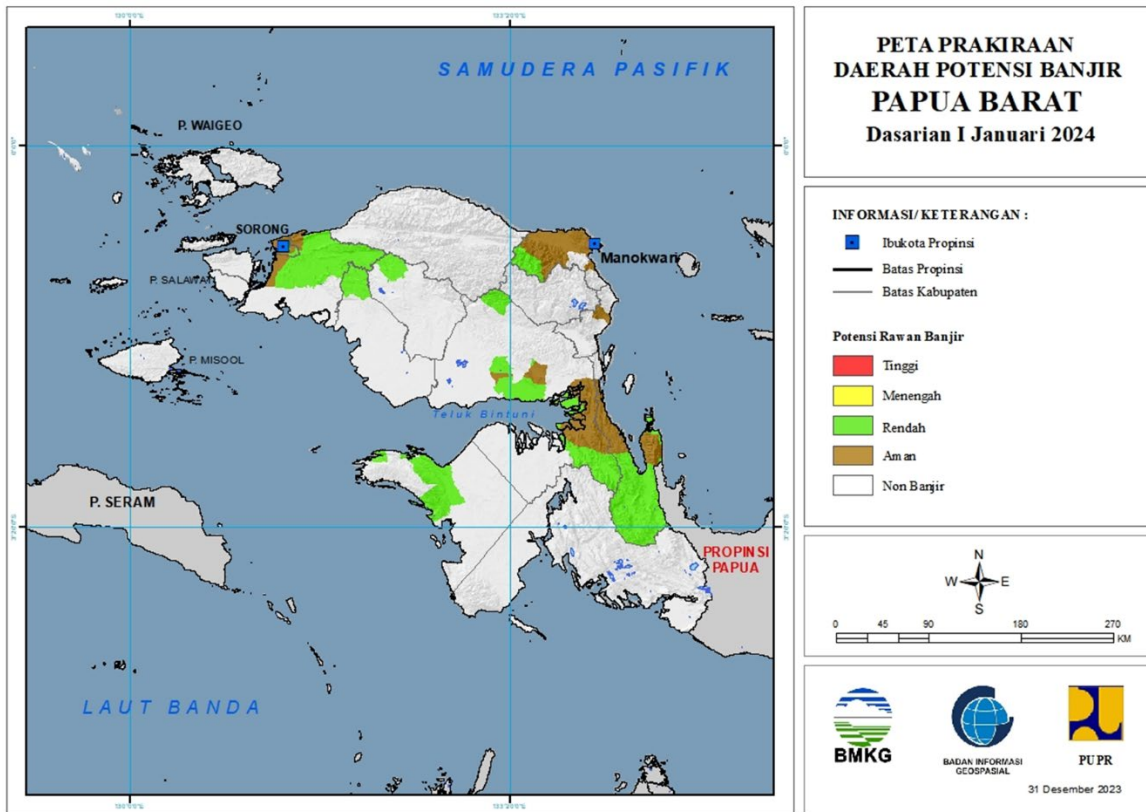 PETA PRAKIRAAN
DAERAH POTENSI BANJIR
PAPUA BARAT
Dasarian I Januari 2024
SAMUDERA PASIFIK
P. WAIGEO
SORONG
Manokwari
P. SALAWATI
P. MISOOL
Teluk Bintuni
P. SERAM
PROPINSI
PAPUA
LAUT BANDA
INFORMASI/ KETERANGAN :
Ibukota Propinsi
Batas Propinsi
Batas Kabupaten
Potensi Rawan Banjir
Tinggi
Menengah
Rendah
Aman
Non Banjir
N
W E
S
0 45 90 180 270
KM
BMKG
BADAN INFORMASI
GEOSPASIAL
PUPR
31 Desember 2023